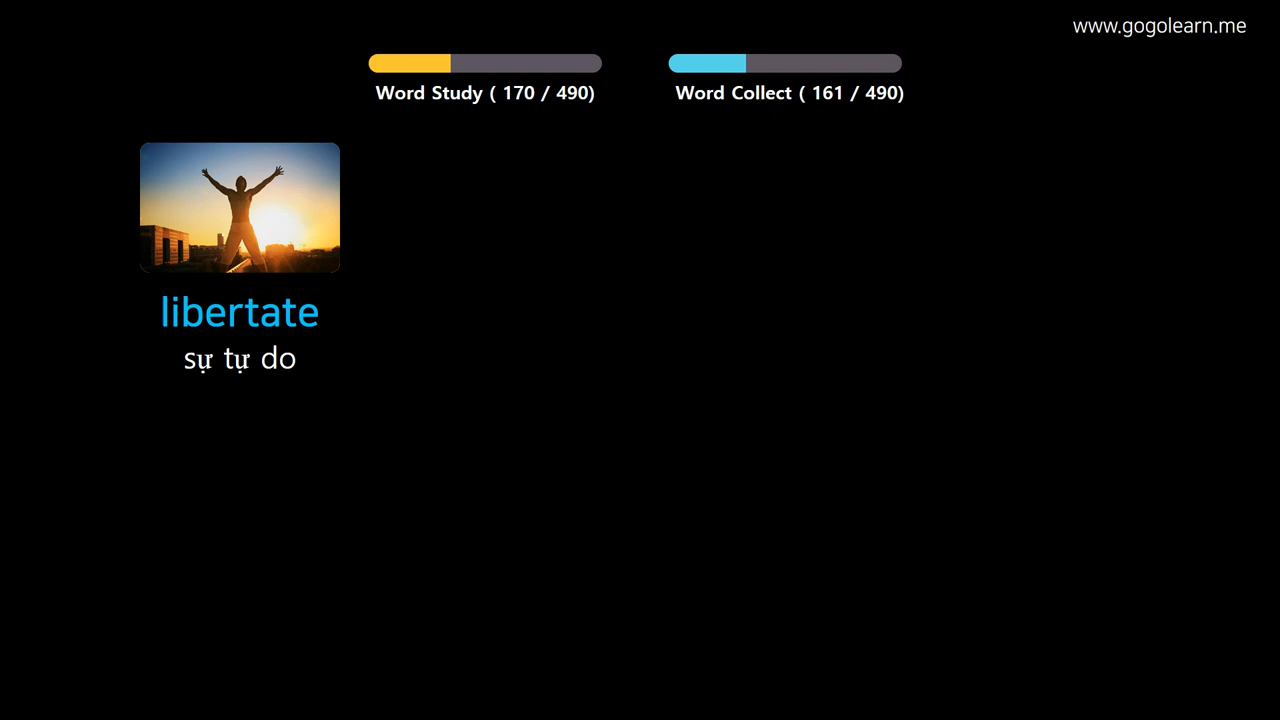 www.gogolearn.me
Word Study ( 170 / 490)
Word Collect ( 161 / 490)
libertate
sự tự do